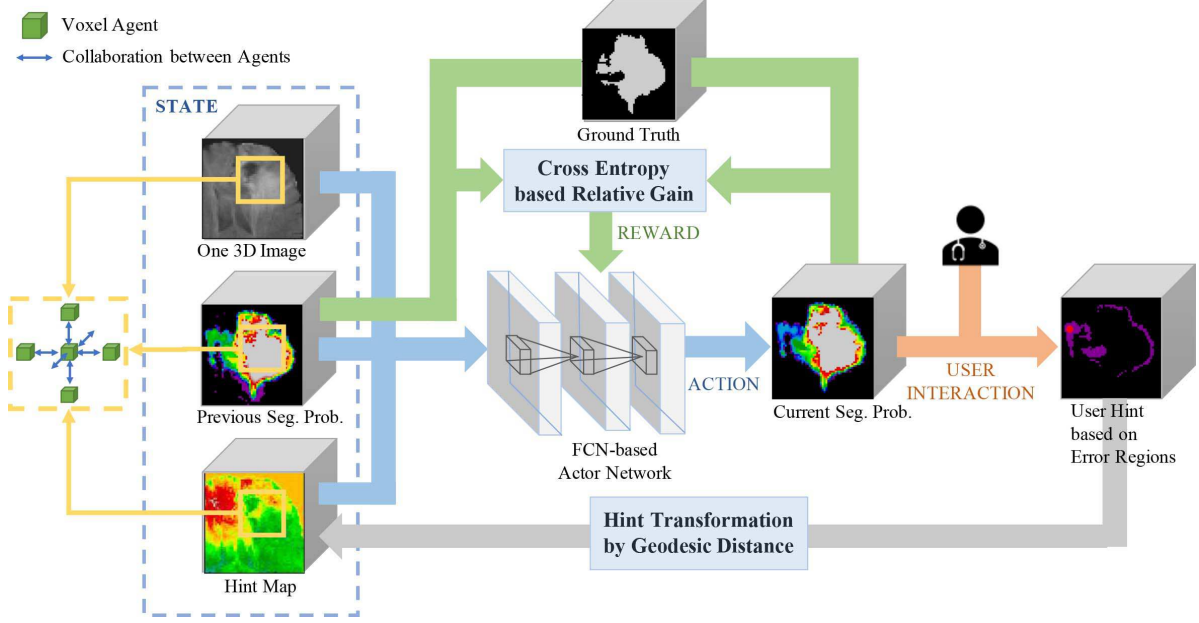 Voxel Agent
Collaboration between Agents
STATE
One 3D Image
Previous Seg. Prob.
Hint Map
Ground Truth
Cross Entropy
based Relative Gain
REWARD
FCN-based
Actor Network
ACTION
Current Seg. Prob.
USER
INTERACTION
User Hint
based on
Error Regions
Hint Transformation
by Geodesic Distance